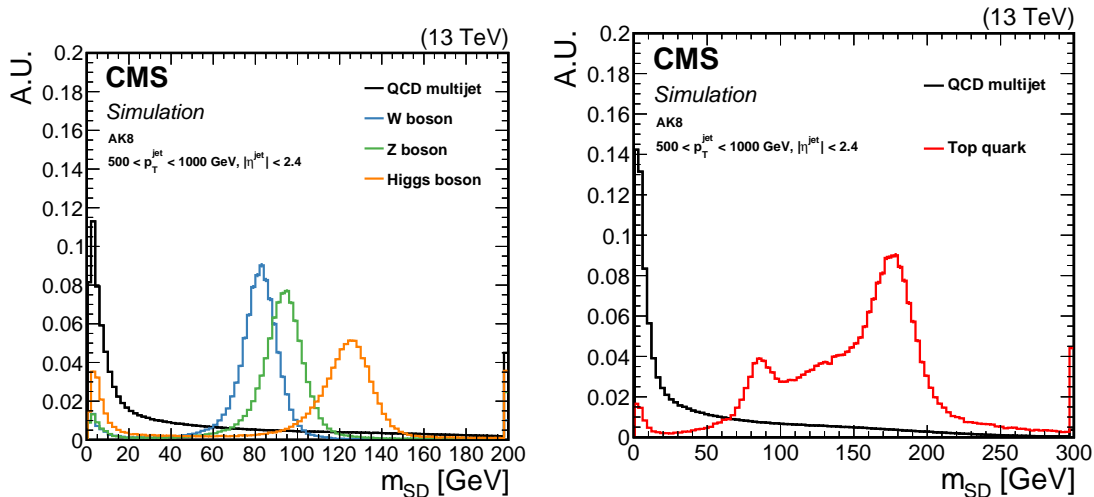 (13 TeV)
A.U.
0.2
0.18
0.16
0.14
0.12
0.1
0.08
0.06
0.04
0.02
0
CMS
Simulation
AK8
500 < p_T^jet < 1000 GeV, |η^jet| < 2.4
QCD multijet
W boson
Z boson
Higgs boson
0 20 40 60 80 100 120 140 160 180 200
m_SD [GeV]
(13 TeV)
A.U.
0.2
0.18
0.16
0.14
0.12
0.1
0.08
0.06
0.04
0.02
0
CMS
Simulation
AK8
500 < p_T^jet < 1000 GeV, |η^jet| < 2.4
QCD multijet
Top quark
0 50 100 150 200 250 300
m_SD [GeV]